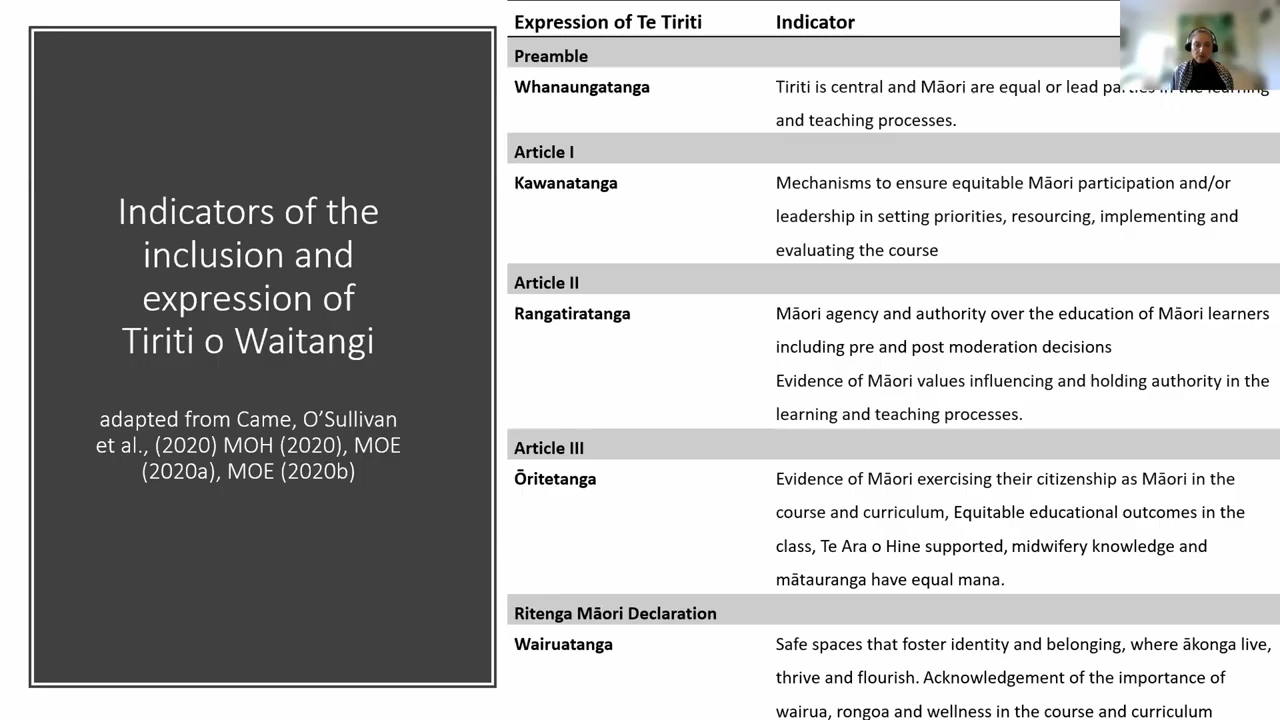 Indicators of the
inclusion and
expression of
Tiriti o Waitangi
adapted from Came, O'Sullivan
et al., (2020) MOH (2020), MOE
(2020a), MOE (2020b)
Expression of Te Tiriti Indicator
Preamble
Whanaungatanga Tiriti is central and Māori are equal or lead parties in the learning
and teaching processes.
Article I
Kawanatanga Mechanisms to ensure equitable Māori participation and/or
leadership in setting priorities, resourcing, implementing and
evaluating the course
Article II
Rangatiratanga Māori agency and authority over the education of Māori learners
including pre and post moderation decisions
Evidence of Māori values influencing and holding authority in the
learning and teaching processes.
Article III
Ōritetanga Evidence of Māori exercising their citizenship as Māori in the
course and curriculum, Equitable educational outcomes in the
class, Te Ara o Hine supported, midwifery knowledge and
mātauranga have equal mana.
Ritenga Māori Declaration
Wairuatanga Safe spaces that foster identity and belonging, where ākonga live,
thrive and flourish. Acknowledgement of the importance of
wairua, rongoa and wellness in the course and curriculum